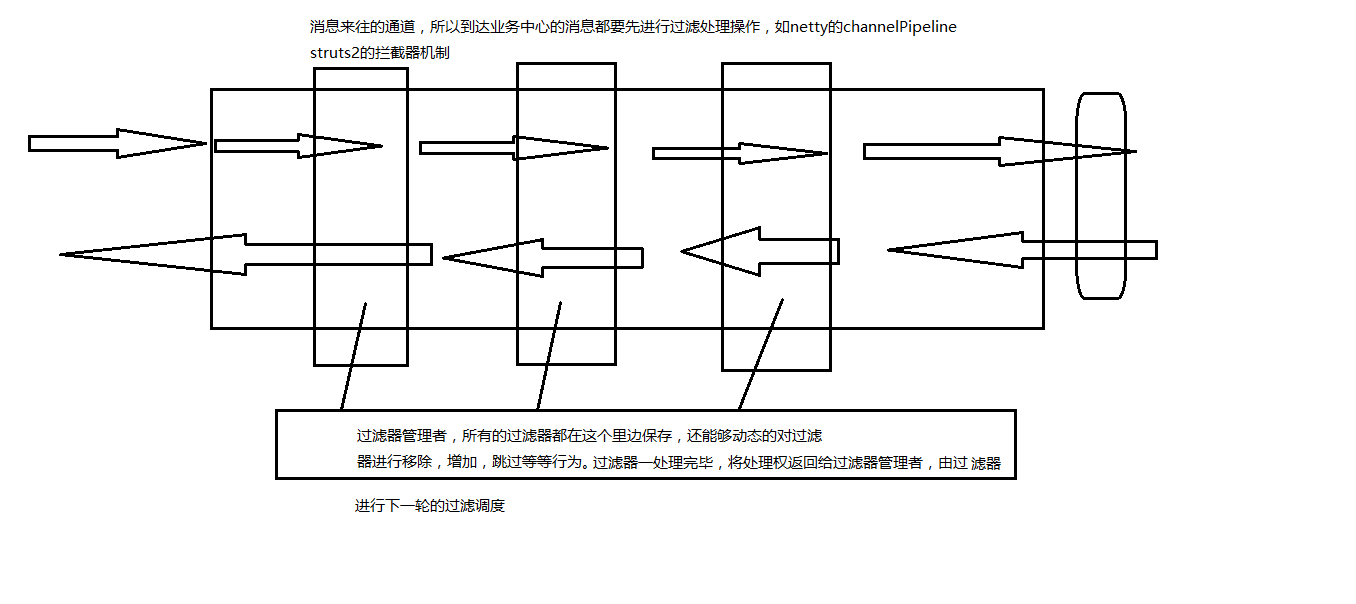 消息来往的通道，所以到达业务中心的消息都要先进行过滤处理操作，如netty的channelPipeline
struts2的拦截器机制
过滤器管理者，所有的过滤器都在这个里边保存，还能够动态的对过滤
器进行移除，增加，跳过等等行为。过滤器一处理完毕，将处理权返回给过滤器管理者，由过 滤器
进行下一轮的过滤调度